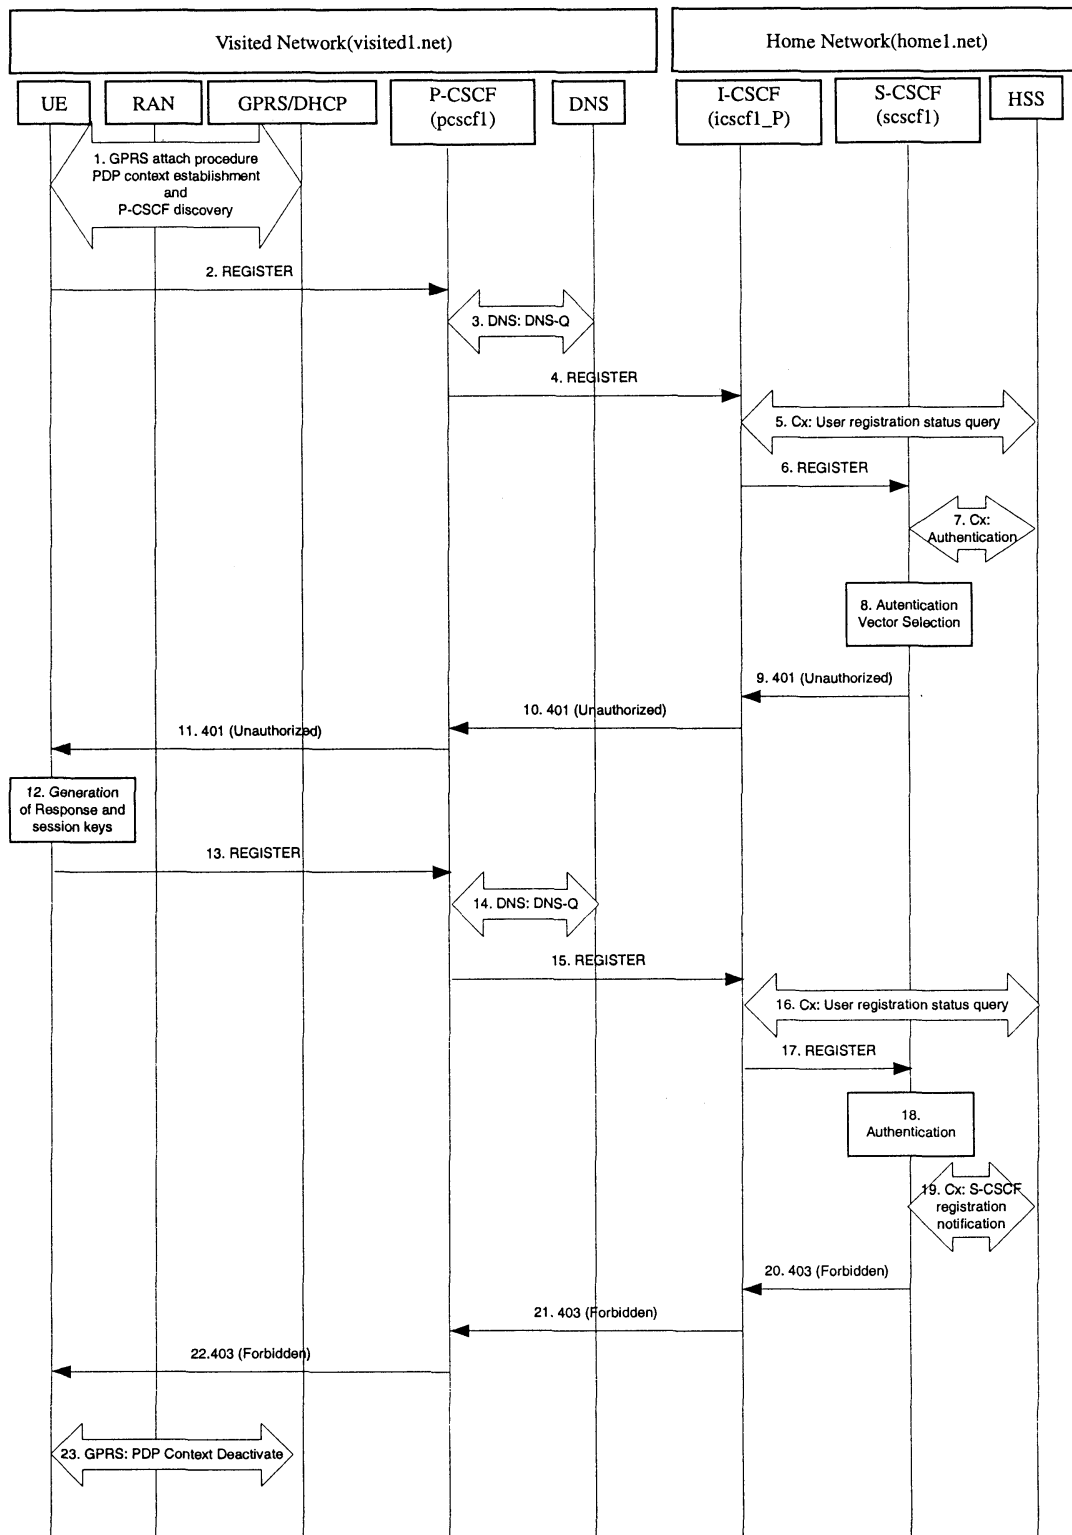 Visited Network(visited1.net)
Home Network(home1.net)
UE
RAN
GPRS/DHCP
P-CSCF
(pcscf1)
DNS
I-CSCF
(icscf1_P)
S-CSCF
(scscf1)
HSS
1. GPRS attach procedure
PDP context establishment
and
P-CSCF discovery
2. REGISTER
3. DNS: DNS-Q
4. REGISTER
5. Cx: User registration status query
6. REGISTER
7. Cx:
Authentication
8. Autentication
Vector Selection
9. 401 (Unauthorized)
10. 401 (Unauthorized)
11. 401 (Unauthorized)
12. Generation
of Response and
session keys
13. REGISTER
14. DNS: DNS-Q
15. REGISTER
16. Cx: User registration status query
17. REGISTER
18.
Authentication
19. Cx: S-CSCF
registration
notification
20. 403 (Forbidden)
21. 403 (Forbidden)
22.403 (Forbidden)
23. GPRS: PDP Context Deactivate